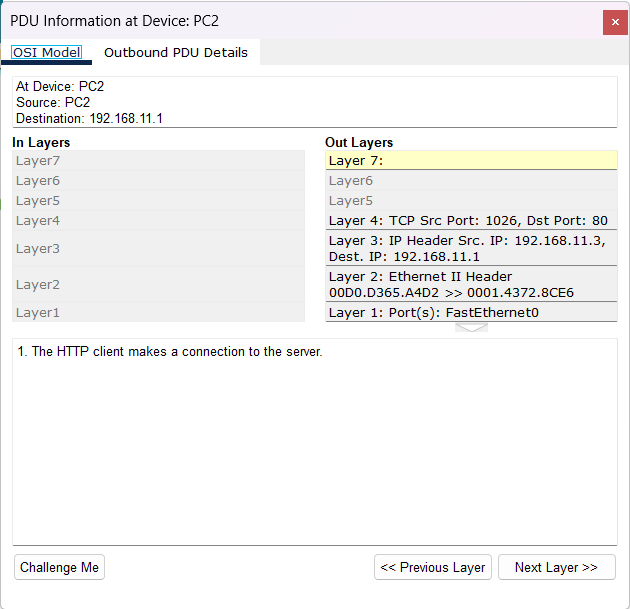 PDU Information at Device: PC2
OSI Model Outbound PDU Details
At Device: PC2
Source: PC2
Destination: 192.168.11.1
In Layers
Layer7
Layer6
Layer5
Layer4
Layer3
Layer2
Layer1
Out Layers
Layer 7:
Layer6
Layer5
Layer 4: TCP Src Port: 1026, Dst Port: 80
Layer 3: IP Header Src. IP: 192.168.11.3,
Dest. IP: 192.168.11.1
Layer 2: Ethernet II Header
00D0.D365.A4D2 >> 0001.4372.8CE6
Layer 1: Port(s): FastEthernet0
1. The HTTP client makes a connection to the server.
Challenge Me << Previous Layer Next Layer >>